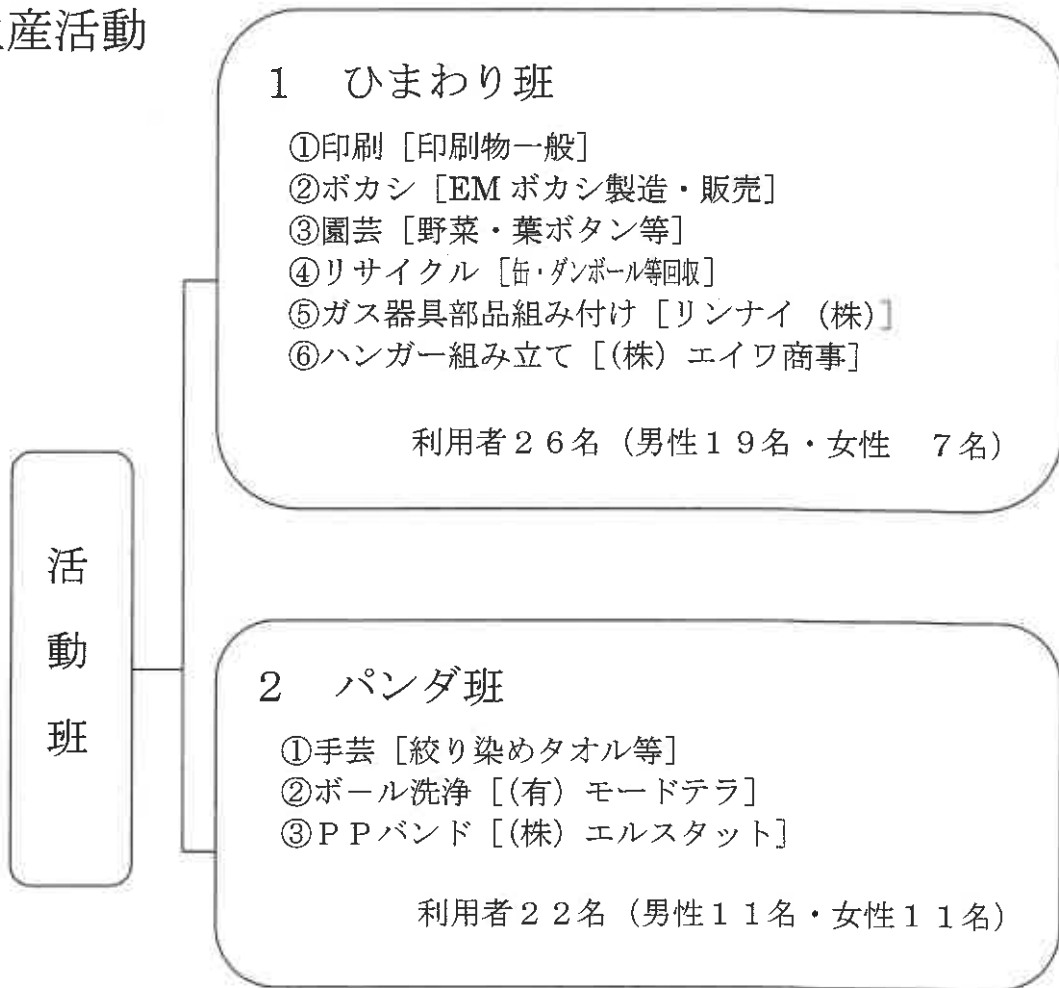 産活動
1　ひまわり班
①印刷［印刷物一般］
②ボカシ［EMボカシ製造・販売］
③園芸［野菜・葉ボタン等］
④リサイクル［缶・ダンボール等回収］
⑤ガス器具部品組み付け［リンナイ（株）］
⑥ハンガー組み立て［（株）エイワ商事］
利用者２６名（男性１９名・女性　７名）
活動班
2　パンダ班
①手芸［絞り染めタオル等］
②ボール洗浄［（有）モードテラ］
③ＰＰバンド［（株）エルスタット］
利用者２２名（男性１１名・女性１１名）